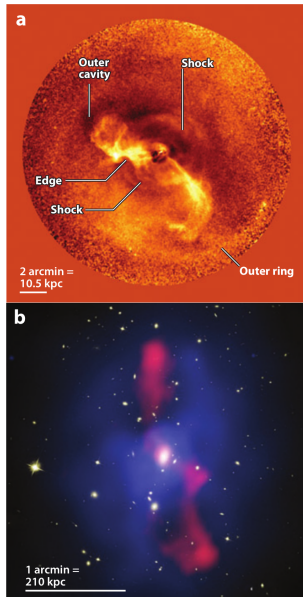 a
Outer
cavity
Shock
Edge
Shock
Outer ring
2 arcmin =
10.5 kpc
b
1 arcmin =
210 kpc